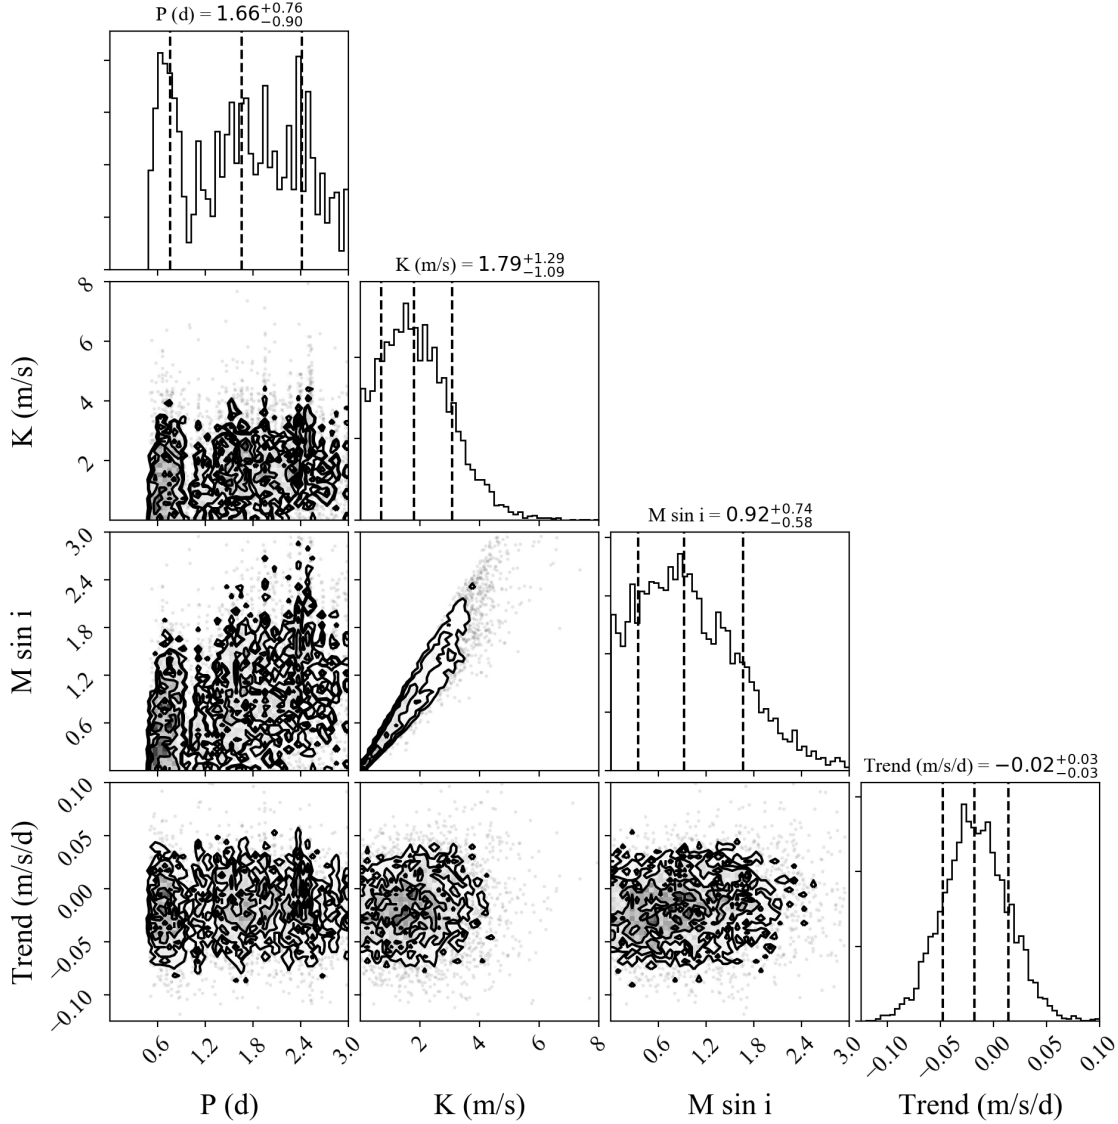 P (d) = 1.66+0.76−0.90
K (m/s) = 1.79+1.29−1.09
8
6
4
2
K (m/s)
M sin i = 0.92+0.74−0.58
3.0
2.4
1.8
1.2
0.6
M sin i
Trend (m/s/d) = −0.02+0.03−0.03
0.10
0.05
0.00
−0.05
−0.10
Trend (m/s/d)
0.6 1.2 1.8 2.4 3.0 2 4 6 8 0.6 1.2 1.8 2.4 3.0 −0.10 −0.05 0.00 0.05 0.10
P (d) K (m/s) M sin i Trend (m/s/d)